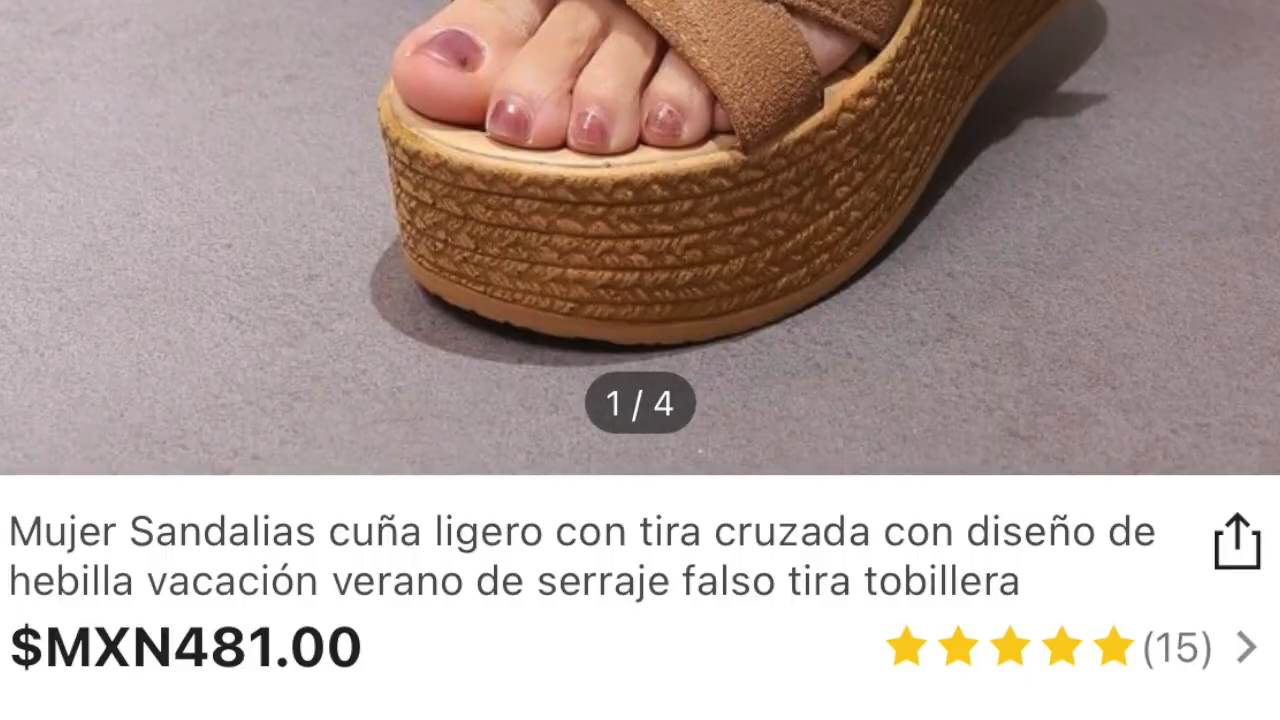 1 / 4
Mujer Sandalias cuña ligero con tira cruzada con diseño de
hebilla vacación verano de serraje falso tira tobillera
$MXN481.00
(15)